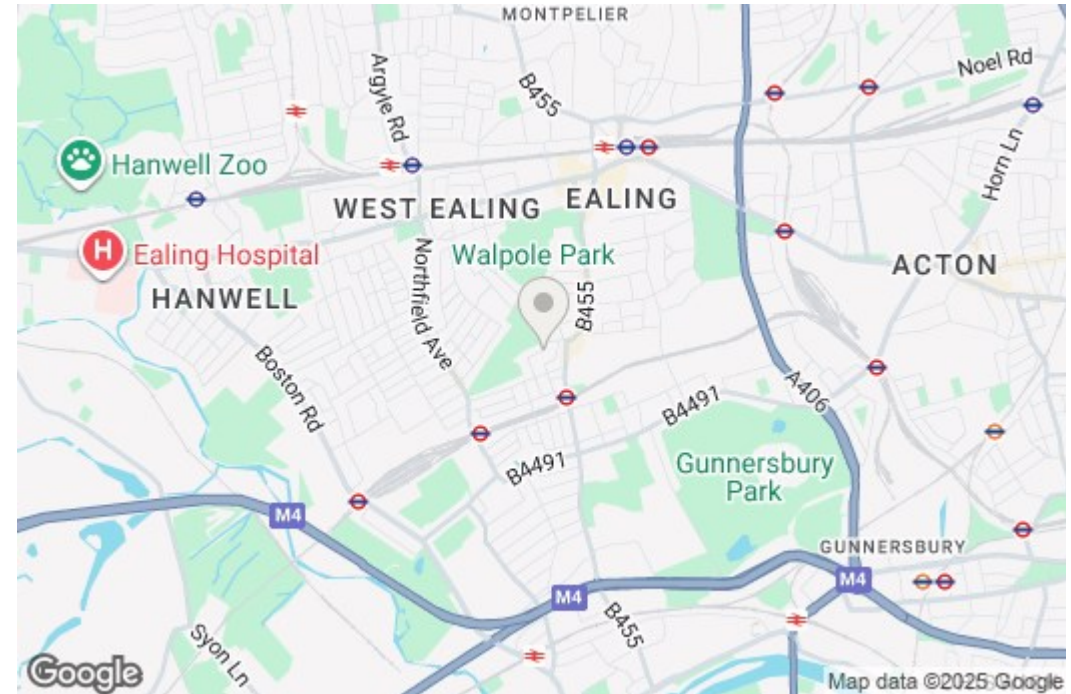 MONTPELIER
Noel Rd
Argyle Rd
B455
Horn Ln
Hanwell Zoo
WEST EALING
EALING
H
Ealing Hospital
Northfield Ave
Walpole Park
B455
ACTON
HANWELL
Boston Rd
A406
B4491
B4491
Gunnersbury
Park
M4
GUNNERSBURY
M4
M4
B455
Syon Ln
Google
Map data ©2025 Google